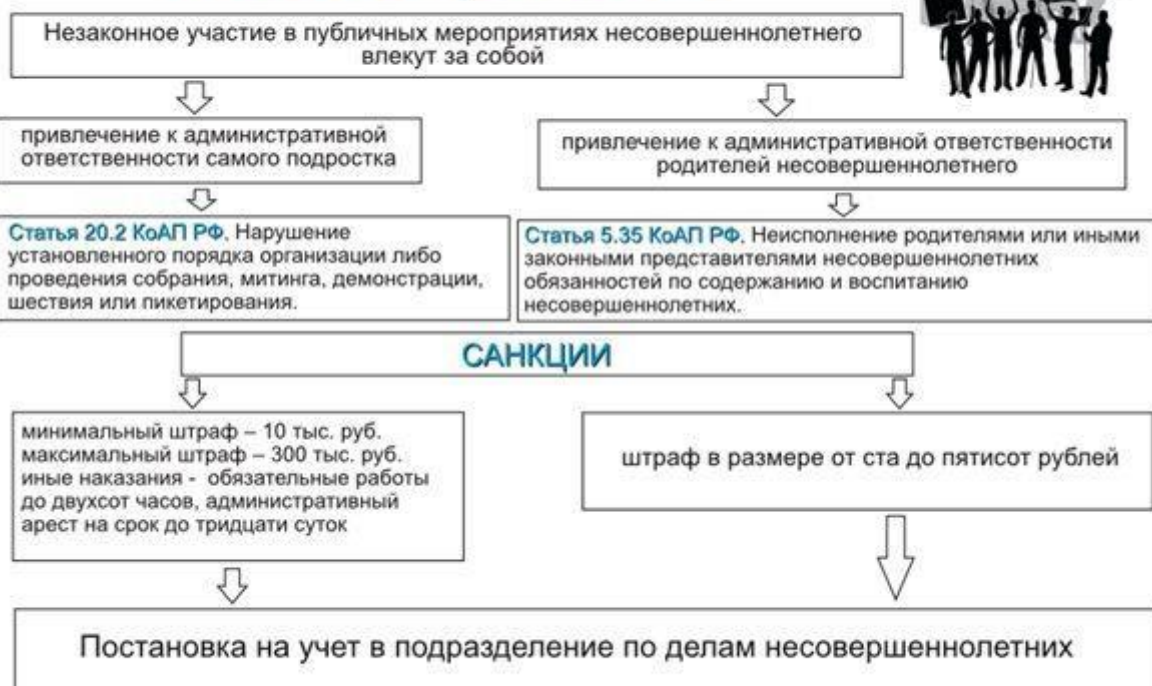 Незаконное участие в публичных мероприятиях несовершеннолетнего
влекут за собой
привлечение к административной
ответственности самого подростка
привлечение к административной ответственности
родителей несовершеннолетнего
Статья 20.2 КоАП РФ. Нарушение
установленного порядка организации либо
проведения собрания, митинга, демонстрации,
шествия или пикетирования.
Статья 5.35 КоАП РФ. Неисполнение родителями или иными
законными представителями несовершеннолетних
обязанностей по содержанию и воспитанию
несовершеннолетних.
САНКЦИИ
минимальный штраф – 10 тыс. руб.
максимальный штраф – 300 тыс. руб.
иные наказания - обязательные работы
до двухсот часов, административный
арест на срок до тридцати суток
штраф в размере от ста до пятисот рублей
Постановка на учет в подразделение по делам несовершеннолетних